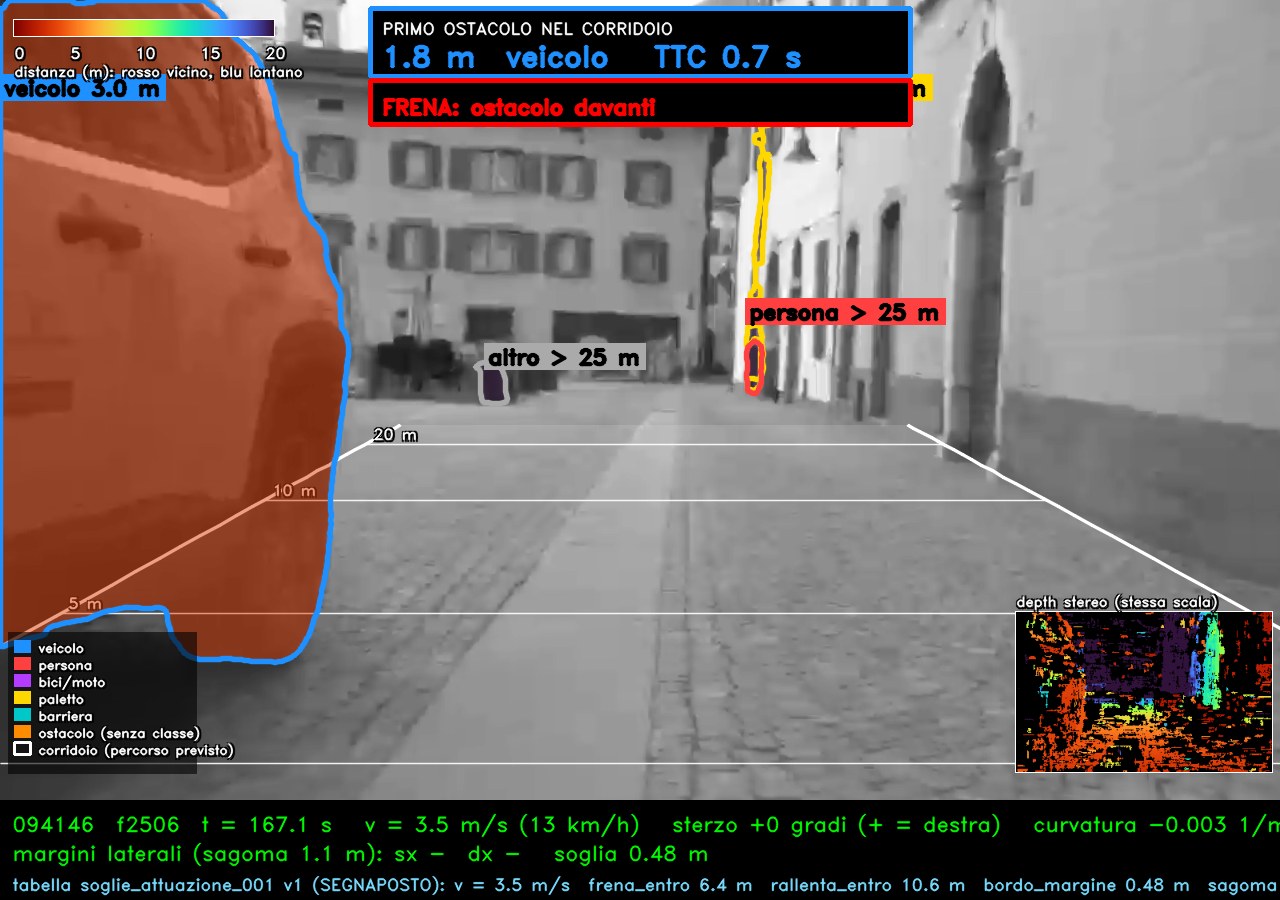 0 5 10 15 20
distanza (m): rosso vicino, blu lontano
veicolo 3.0 m
PRIMO OSTACOLO NEL CORRIDOIO
1.8 m veicolo TTC 0.7 s
FRENA: ostacolo davanti
m
persona > 25 m
altro > 25 m
20 m
10 m
5 m
depth stereo (stessa scala)
veicolo
persona
bici/moto
paletto
barriera
ostacolo (senza classe)
corridoio (percorso previsto)
094146 f2506 t = 167.1 s v = 3.5 m/s (13 km/h) sterzo +0 gradi (+ = destra) curvatura −0.003 1/m
margini laterali (sagoma 1.1 m): sx − dx − soglia 0.48 m
tabella soglie_attuazione_001 v1 (SEGNAPOSTO): v = 3.5 m/s frena_entro 6.4 m rallenta_entro 10.6 m bordo_margine 0.48 m sagoma